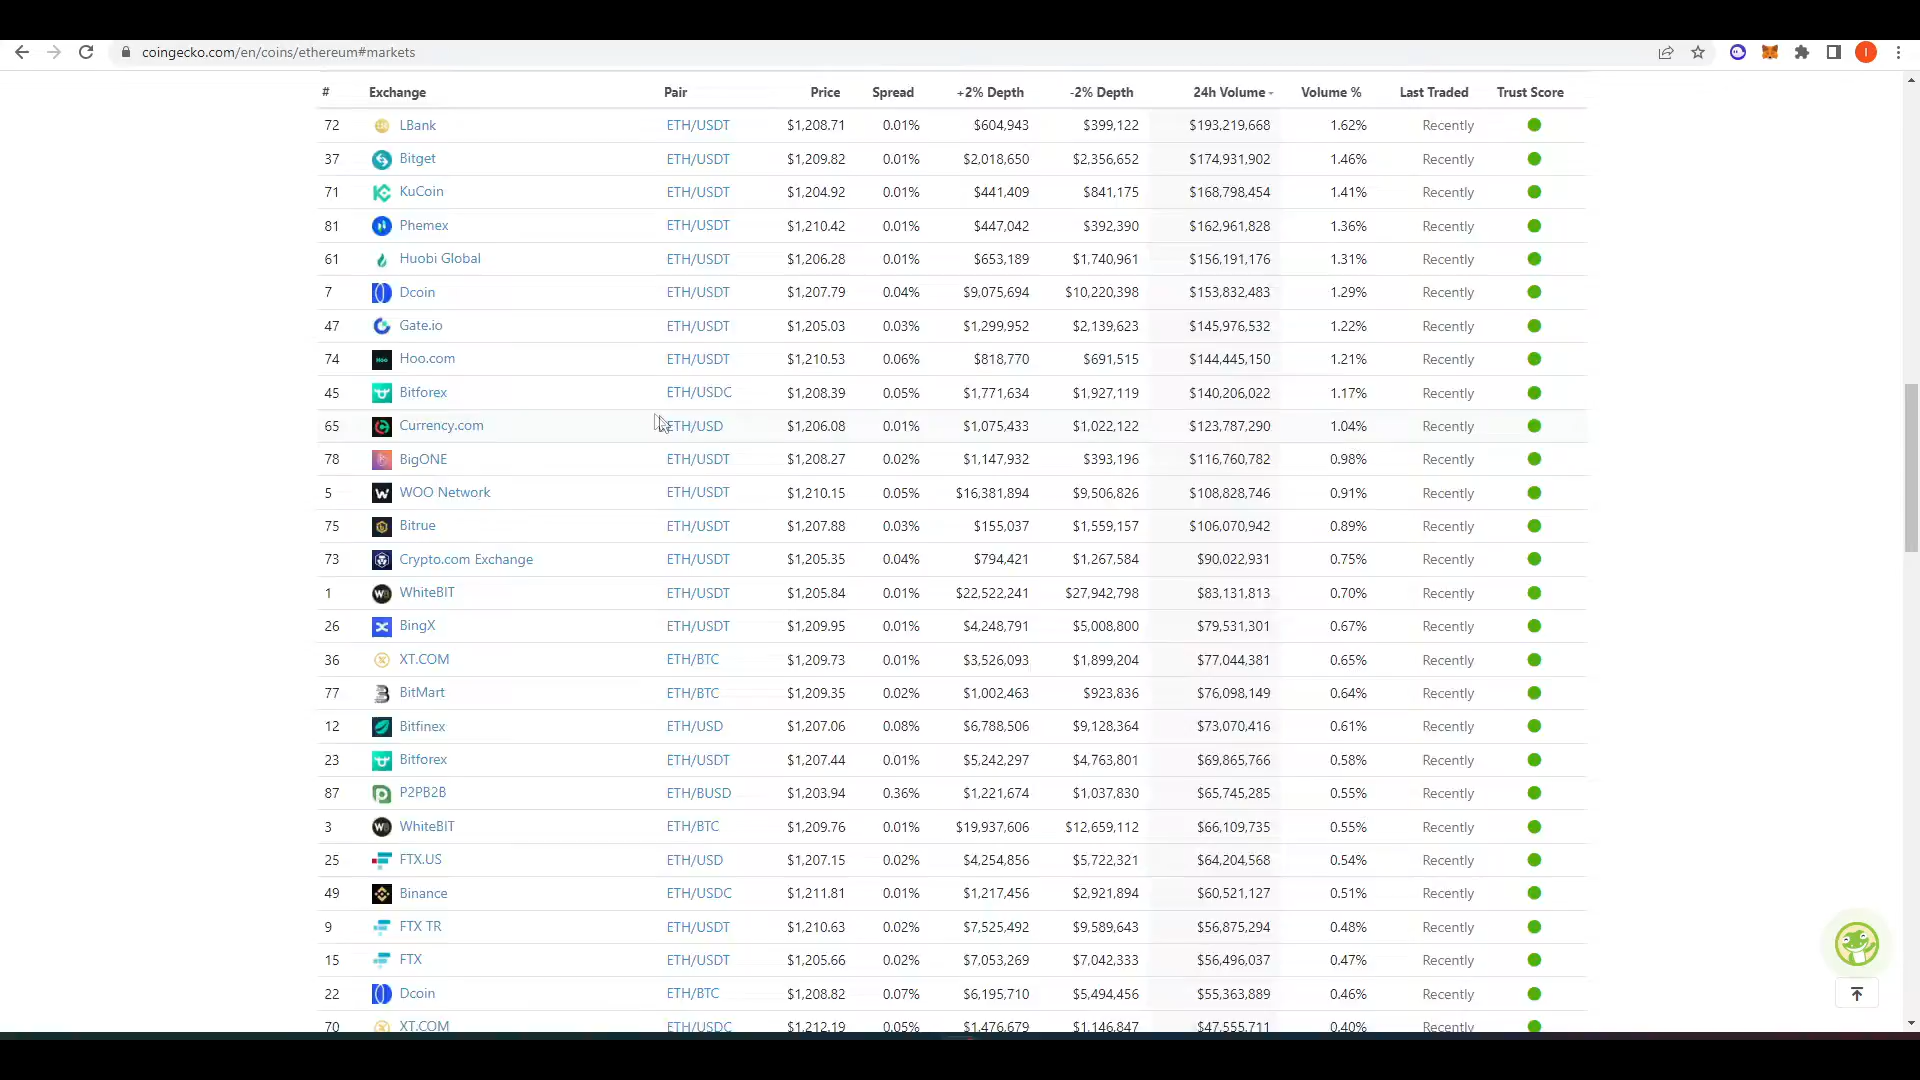 coingecko.com/en/coins/ethereum#markets
I
# Exchange Pair Price Spread +2% Depth -2% Depth 24h Volume Volume % Last Traded Trust Score
72 LBank ETH/USDT $1,208.71 0.01% $604,943 $399,122 $193,219,668 1.62% Recently
37 Bitget ETH/USDT $1,209.82 0.01% $2,018,650 $2,356,652 $174,931,902 1.46% Recently
71 KuCoin ETH/USDT $1,204.92 0.01% $441,409 $841,175 $168,798,454 1.41% Recently
81 Phemex ETH/USDT $1,210.42 0.01% $447,042 $392,390 $162,961,828 1.36% Recently
61 Huobi Global ETH/USDT $1,206.28 0.01% $653,189 $1,740,961 $156,191,176 1.31% Recently
7 Dcoin ETH/USDT $1,207.79 0.04% $9,075,694 $10,220,398 $153,832,483 1.29% Recently
47 Gate.io ETH/USDT $1,205.03 0.03% $1,299,952 $2,139,623 $145,976,532 1.22% Recently
74 Hoo.com ETH/USDT $1,210.53 0.06% $818,770 $691,515 $144,445,150 1.21% Recently
45 Bitforex ETH/USDC $1,208.39 0.05% $1,771,634 $1,927,119 $140,206,022 1.17% Recently
65 Currency.com ETH/USD $1,206.08 0.01% $1,075,433 $1,022,122 $123,787,290 1.04% Recently
78 BigONE ETH/USDT $1,208.27 0.02% $1,147,932 $393,196 $116,760,782 0.98% Recently
5 WOO Network ETH/USDT $1,210.15 0.05% $16,381,894 $9,506,826 $108,828,746 0.91% Recently
75 Bitrue ETH/USDT $1,207.88 0.03% $155,037 $1,559,157 $106,070,942 0.89% Recently
73 Crypto.com Exchange ETH/USDT $1,205.35 0.04% $794,421 $1,267,584 $90,022,931 0.75% Recently
1 WhiteBIT ETH/USDT $1,205.84 0.01% $22,522,241 $27,942,798 $83,131,813 0.70% Recently
26 BingX ETH/USDT $1,209.95 0.01% $4,248,791 $5,008,800 $79,531,301 0.67% Recently
36 XT.COM ETH/BTC $1,209.73 0.01% $3,526,093 $1,899,204 $77,044,381 0.65% Recently
77 BitMart ETH/BTC $1,209.35 0.02% $1,002,463 $923,836 $76,098,149 0.64% Recently
12 Bitfinex ETH/USD $1,207.06 0.08% $6,788,506 $9,128,364 $73,070,416 0.61% Recently
23 Bitforex ETH/USDT $1,207.44 0.01% $5,242,297 $4,763,801 $69,865,766 0.58% Recently
87 P2PB2B ETH/BUSD $1,203.94 0.36% $1,221,674 $1,037,830 $65,745,285 0.55% Recently
3 WhiteBIT ETH/BTC $1,209.76 0.01% $19,937,606 $12,659,112 $66,109,735 0.55% Recently
25 FTX.US ETH/USD $1,207.15 0.02% $4,254,856 $5,722,321 $64,204,568 0.54% Recently
49 Binance ETH/USDC $1,211.81 0.01% $1,217,456 $2,921,894 $60,521,127 0.51% Recently
9 FTX TR ETH/USDT $1,210.63 0.02% $7,525,492 $9,589,643 $56,875,294 0.48% Recently
15 FTX ETH/USDT $1,205.66 0.02% $7,053,269 $7,042,333 $56,496,037 0.47% Recently
22 Dcoin ETH/BTC $1,208.82 0.07% $6,195,710 $5,494,456 $55,363,889 0.46% Recently
70 XT.COM ETH/USDC $1,212.19 0.05% $1,476,679 $1,146,847 $47,555,711 0.40% Recently